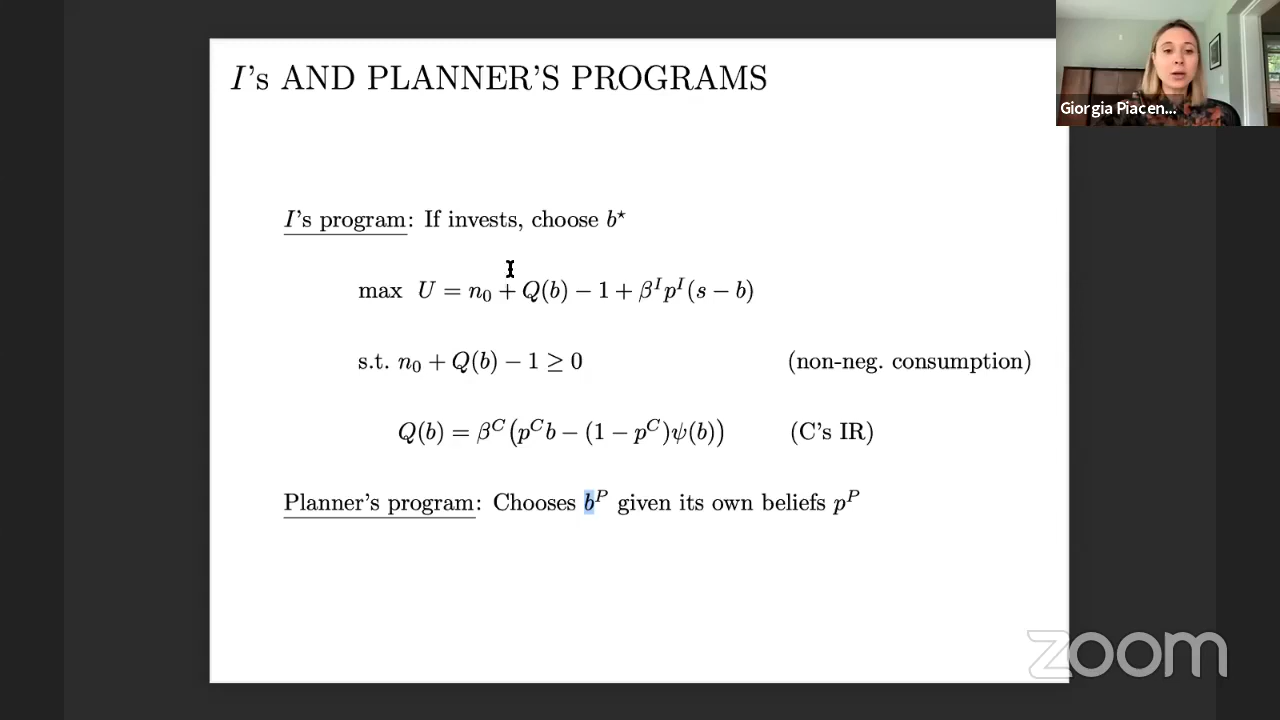 I's AND PLANNER'S PROGRAMS
Giorgia Piacen...
I's program: If invests, choose b⋆
max U = n₀ + Q(b) − 1 + βᴵpᴵ(s − b)
s.t. n₀ + Q(b) − 1 ≥ 0 (non-neg. consumption)
Q(b) = β^C(p^C b − (1 − p^C)ψ(b)) (C's IR)
Planner's program: Chooses b^P given its own beliefs p^P
zoom